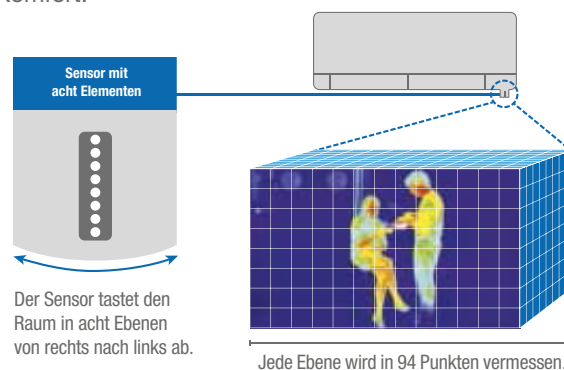 Komfort.
Sensor mit
acht Elementen
Der Sensor tastet den
Raum in acht Ebenen
von rechts nach links ab.
Jede Ebene wird in 94 Punkten vermessen.